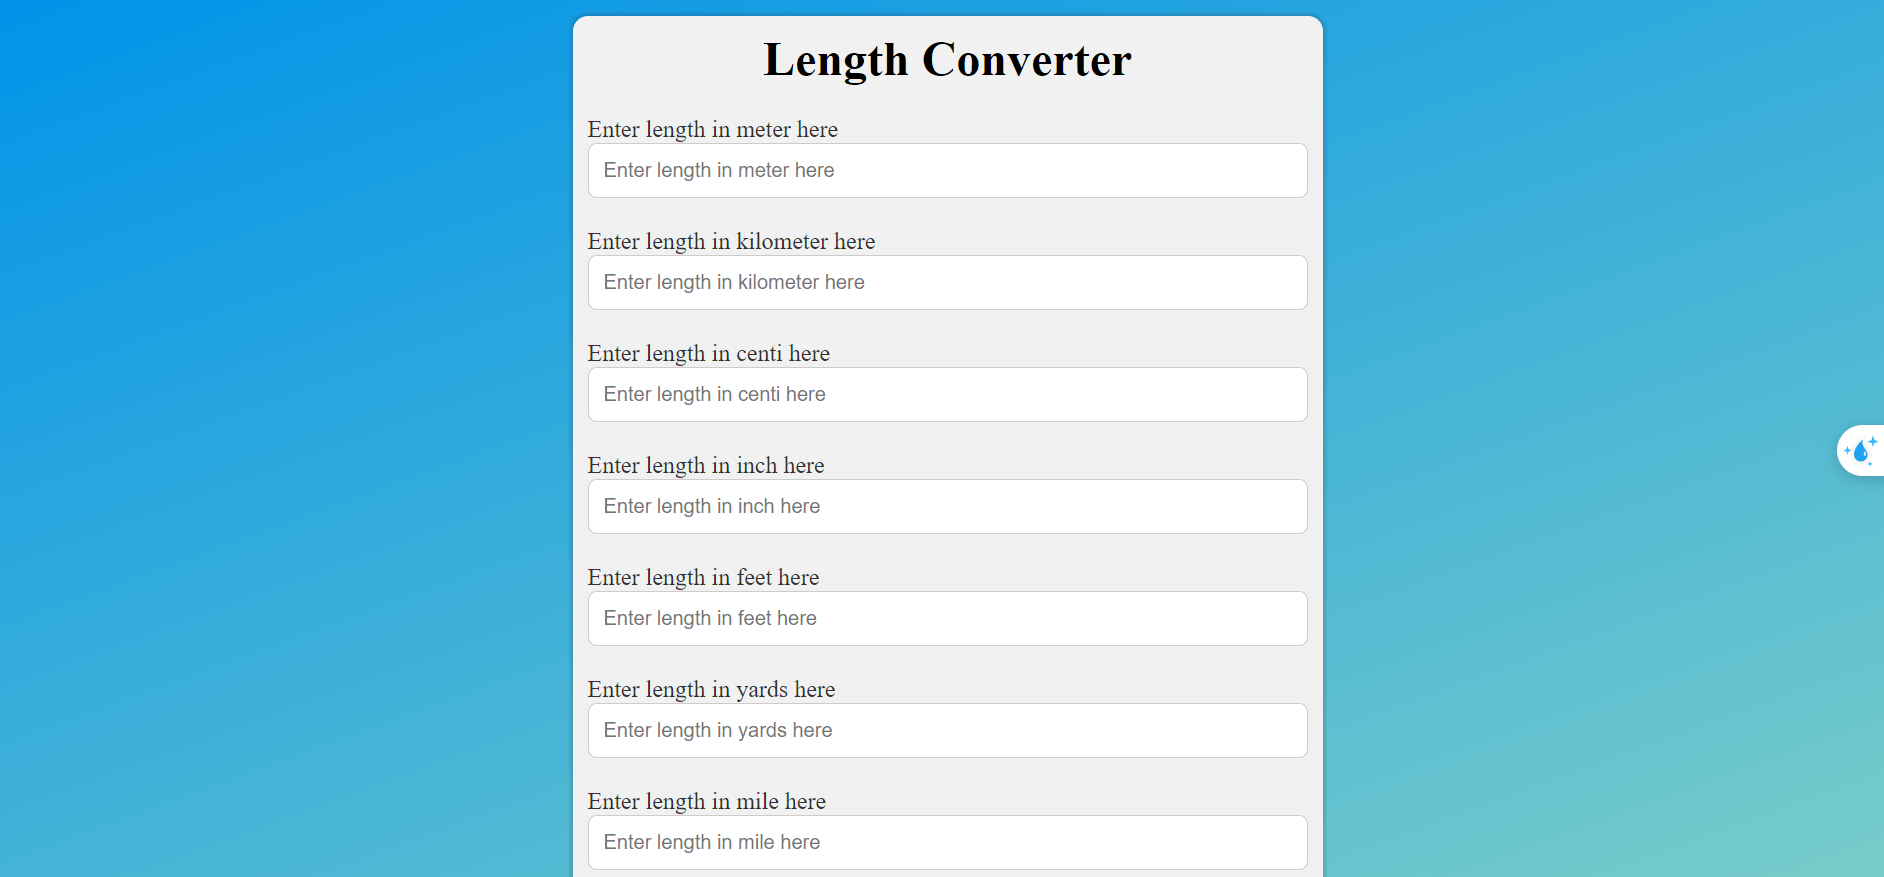 Length Converter
Enter length in meter here
Enter length in meter here
Enter length in kilometer here
Enter length in kilometer here
Enter length in centi here
Enter length in centi here
Enter length in inch here
Enter length in inch here
Enter length in feet here
Enter length in feet here
Enter length in yards here
Enter length in yards here
Enter length in mile here
Enter length in mile here